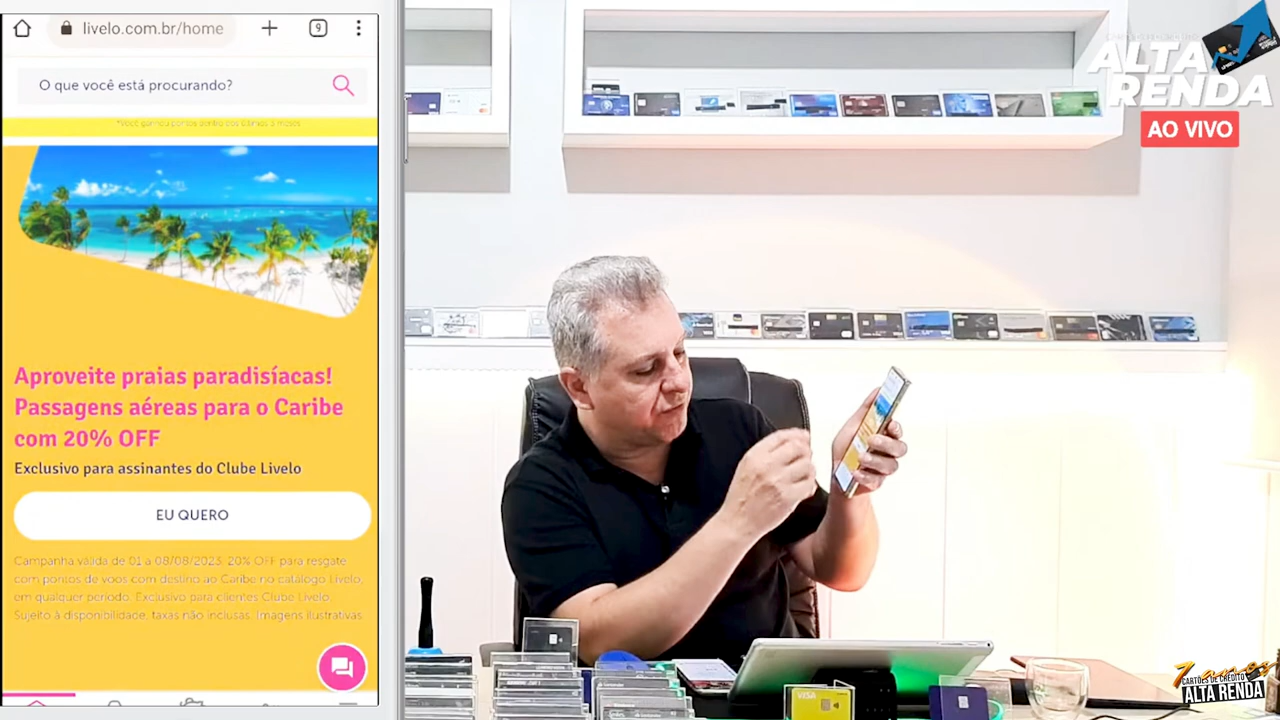 livelo.com.br/home
9
O que você está procurando?
*Você ganhou pontos dentro dos últimos 3 meses
Aproveite praias paradisíacas!
Passagens aéreas para o Caribe
com 20% OFF
Exclusivo para assinantes do Clube Livelo
EU QUERO
Campanha válida de 01 a 08/08/2023. 20% OFF para resgate
com pontos de voos com destino ao Caribe no catálogo Livelo,
em qualquer período. Exclusivo para clientes Clube Livelo.
Sujeito à disponibilidade, taxas não inclusas. Imagens ilustrativas
CARTÕES DE CRÉDITO
ALTA
RENDA
AO VIVO
VISA
CARTÕES DE CRÉDITO
ALTA RENDA